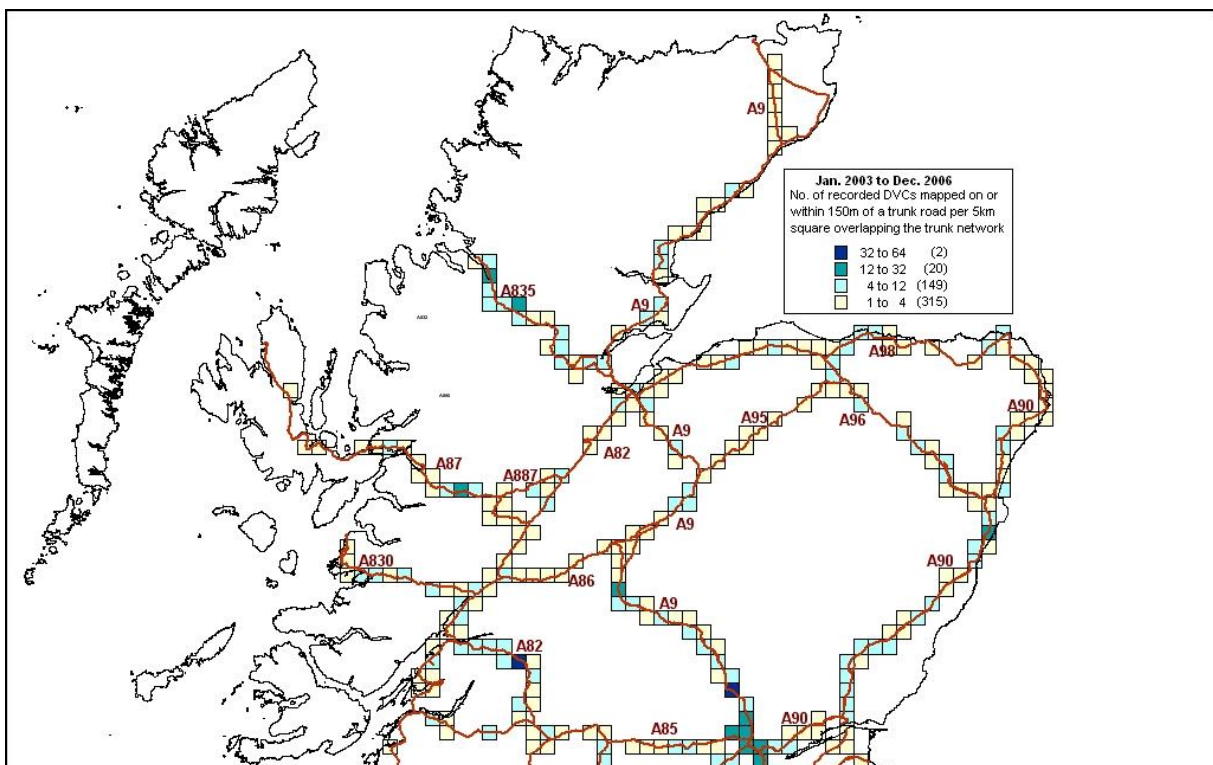 A9
Jan. 2003 to Dec. 2006
No. of recorded DVCs mapped on or
within 150m of a trunk road per 5km
square overlapping the trunk network
32 to 64 (2)
12 to 32 (20)
4 to 12 (149)
1 to 4 (315)
A835
A9
A832
A98
A890
A90
A95
A96
A9
A82
A87
A887
A9
A830
A86
A90
A9
A82
A85
A90